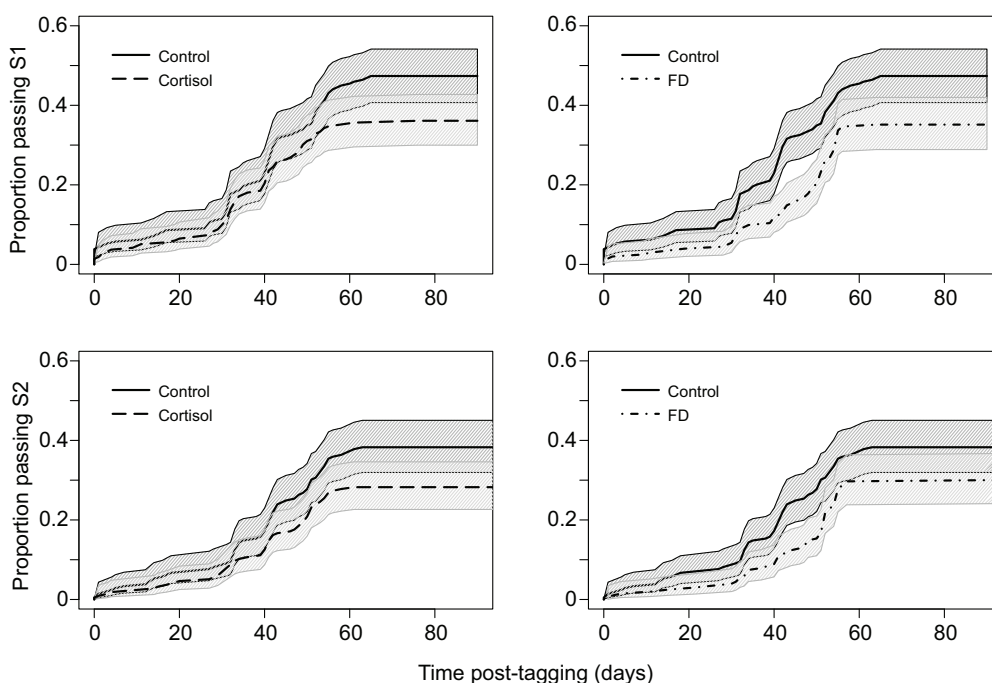 Proportion passing S1
0.6
0.4
0.2
0
Control
Cortisol
0 20 40 60 80
0.6
0.4
0.2
0
Control
FD
0 20 40 60 80
Proportion passing S2
0.6
0.4
0.2
0
Control
Cortisol
0 20 40 60 80
0.6
0.4
0.2
0
Control
FD
0 20 40 60 80
Time post-tagging (days)